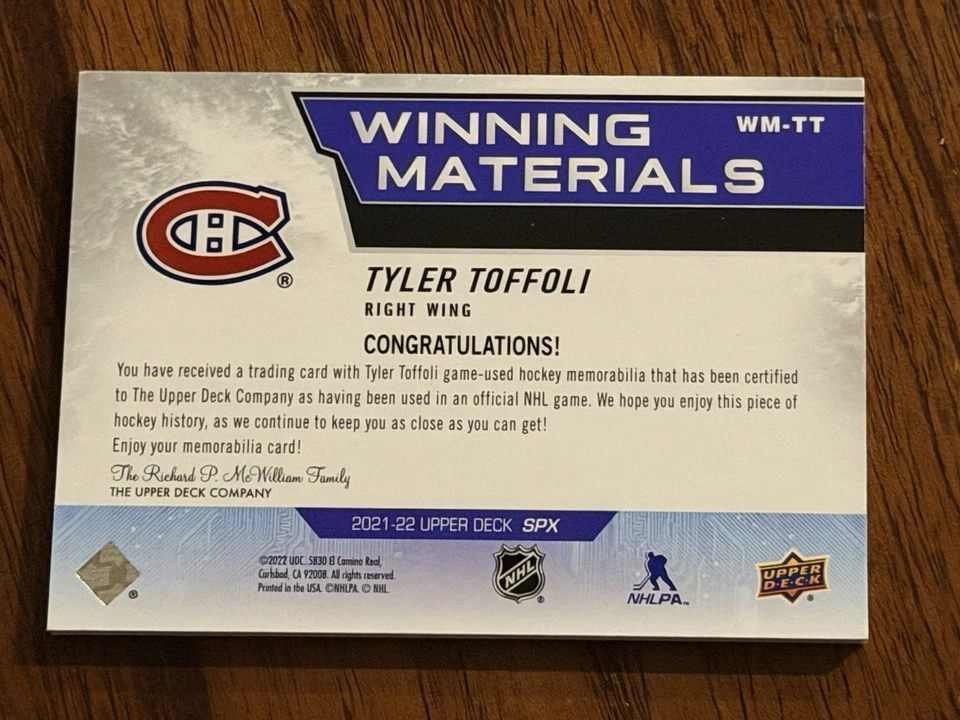 WINNING
MATERIALS
WM-TT
®
TYLER TOFFOLI
RIGHT WING
CONGRATULATIONS!
You have received a trading card with Tyler Toffoli game-used hockey memorabilia that has been certified
to The Upper Deck Company as having been used in an official NHL game. We hope you enjoy this piece of
hockey history, as we continue to keep you as close as you can get!
Enjoy your memorabilia card!
The Richard P. McWilliam Family
THE UPPER DECK COMPANY
2021-22 UPPER DECK SPX
®
©2022 UDC. 5830 El Camino Real,
Carlsbad, CA 92008. All rights reserved.
Printed in the USA. ©NHLPA. © NHL.
NHL
®
NHLPA™
UPPER
D·E·C·K
®